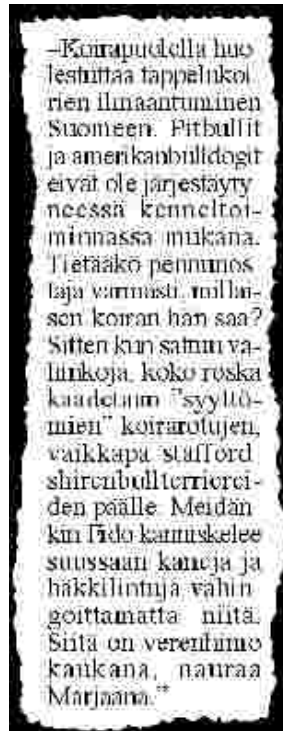 –Koirapuolella huo
lestuttaa tappelukoi
rien ilmaantuminen
Suomeen. Pitbullit
ja amerikanbulldogit
eivät ole järjestäyty
neessä kenneltoi-
minnassa mukana.
Tietääkö pennunos
taja varmasti, millai-
sen koiran hän saa?
Sitten kun sattuu va-
hinkoja, koko roska
kaadetaan "syyttö-
mien" koirarotujen,
vaikkapa stafford
shirenbullterrierei-
den päälle. Meidän
kin Fido kanniskelee
suussaan kaneja ja
häkkilintuja vahin
goittamatta niitä.
Siitä on verenhimo
kaukana, nauraa
Marjaana."